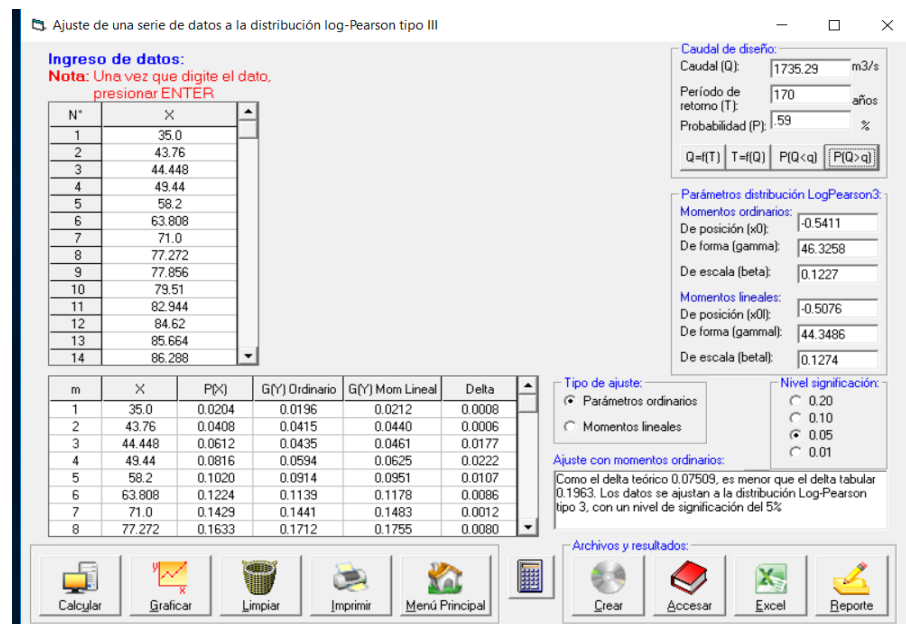 Ajuste de una serie de datos a la distribución log-Pearson tipo III
Ingreso de datos:
Nota: Una vez que digite el dato,
presionar ENTER
N° X
1 35.0
2 43.76
3 44.448
4 49.44
5 58.2
6 63.808
7 71.0
8 77.272
9 77.856
10 79.51
11 82.944
12 84.62
13 85.664
14 86.288
Caudal de diseño:
Caudal (Q): 1735.29 m3/s
Período de
retorno (T): 170 años
Probabilidad (P): .59 %
Q=f(T) T=f(Q) P(Q<q) P(Q>q)
Parámetros distribución LogPearson3:
Momentos ordinarios:
De posición (x0): -0.5411
De forma (gamma): 46.3258
De escala (beta): 0.1227
Momentos lineales:
De posición (x0l): -0.5076
De forma (gammal): 44.3486
De escala (betal): 0.1274
m X P(X) G(Y) Ordinario G(Y) Mom Lineal Delta
1 35.0 0.0204 0.0196 0.0212 0.0008
2 43.76 0.0408 0.0415 0.0440 0.0006
3 44.448 0.0612 0.0435 0.0461 0.0177
4 49.44 0.0816 0.0594 0.0625 0.0222
5 58.2 0.1020 0.0914 0.0951 0.0107
6 63.808 0.1224 0.1139 0.1178 0.0086
7 71.0 0.1429 0.1441 0.1483 0.0012
8 77.272 0.1633 0.1712 0.1755 0.0080
Tipo de ajuste:
Parámetros ordinarios
Momentos lineales
Nivel significación:
0.20
0.10
0.05
0.01
Ajuste con momentos ordinarios:
Como el delta teórico 0.07509, es menor que el delta tabular
0.1963. Los datos se ajustan a la distribución Log-Pearson
tipo 3, con un nivel de significación del 5%
Calcular Graficar Limpiar Imprimir Menú Principal
Archivos y resultados:
Crear Accesar Excel Reporte